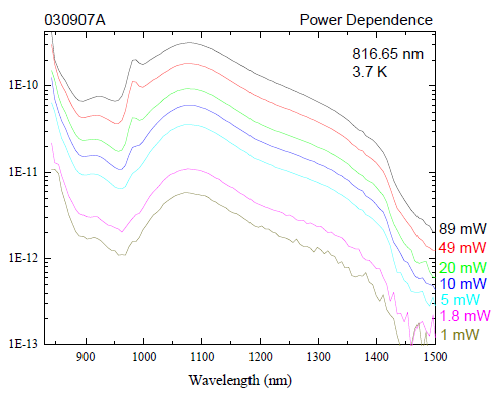 030907A Power Dependence
816.65 nm
3.7 K
1E-10
1E-11
1E-12
1E-13
89 mW
49 mW
20 mW
10 mW
5 mW
1.8 mW
1 mW
900 1000 1100 1200 1300 1400 1500
Wavelength (nm)